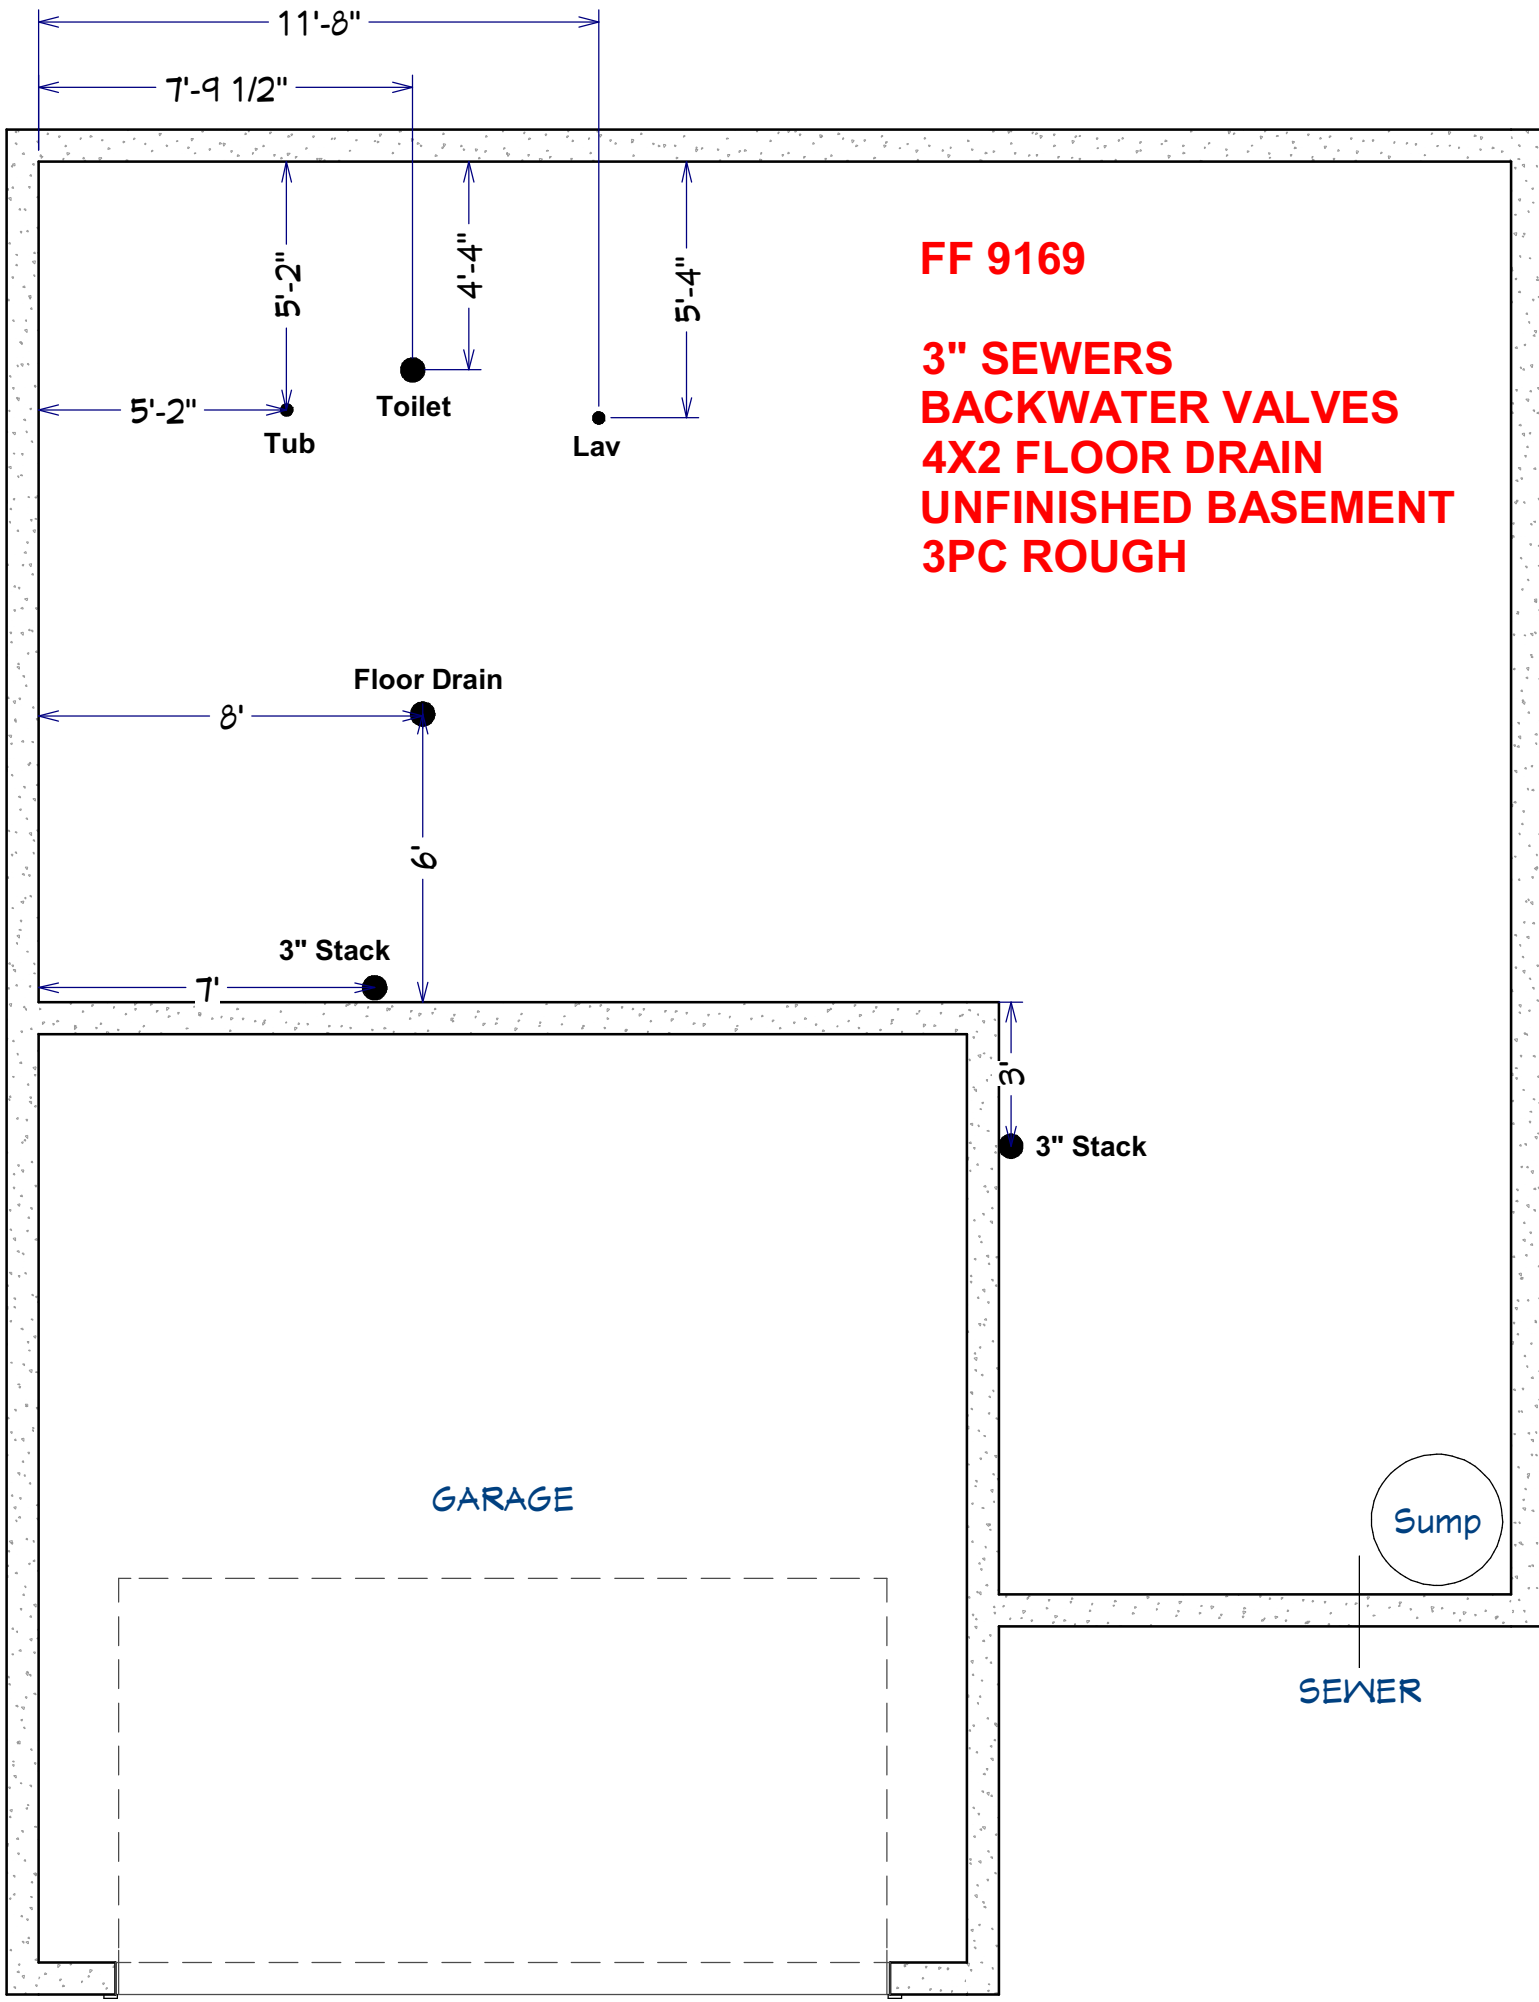 11'-8"
7'-9 1/2"
5'-2"
4'-4"
5'-4"
FF 9169
3" SEWERS
BACKWATER VALVES
4X2 FLOOR DRAIN
UNFINISHED BASEMENT
3PC ROUGH
5'-2"
Toilet
Tub
Lav
Floor Drain
8'
6'
3" Stack
7'
3'
3" Stack
GARAGE
Sump
SEWER